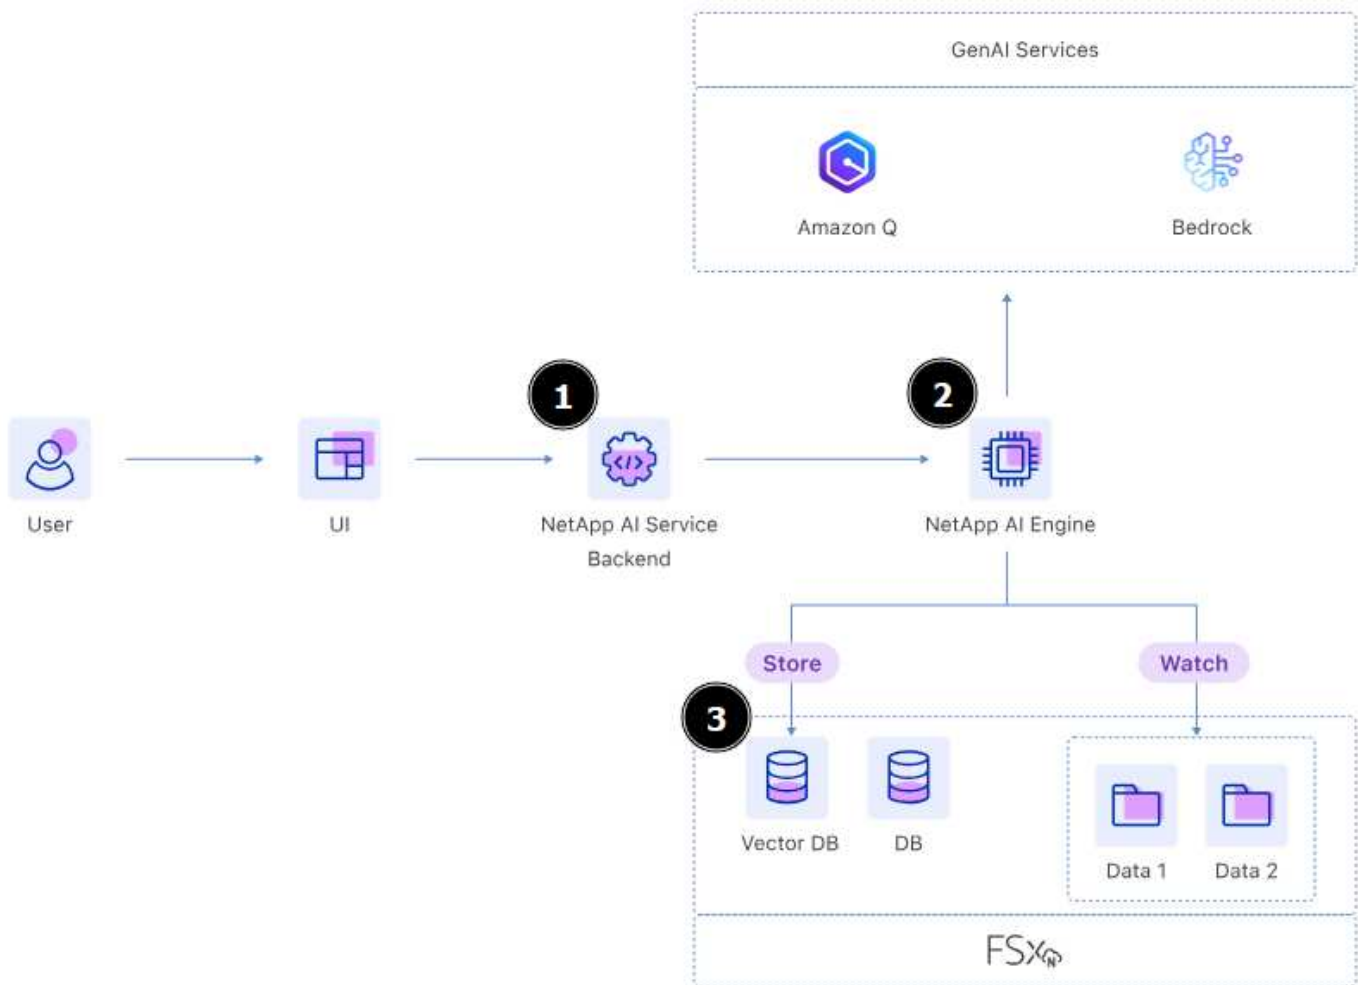 GenAI Services
Amazon Q
Bedrock
1
2
User
UI
NetApp AI Service
Backend
NetApp AI Engine
Store
Watch
3
Vector DB
DB
Data 1
Data 2
FSx
N